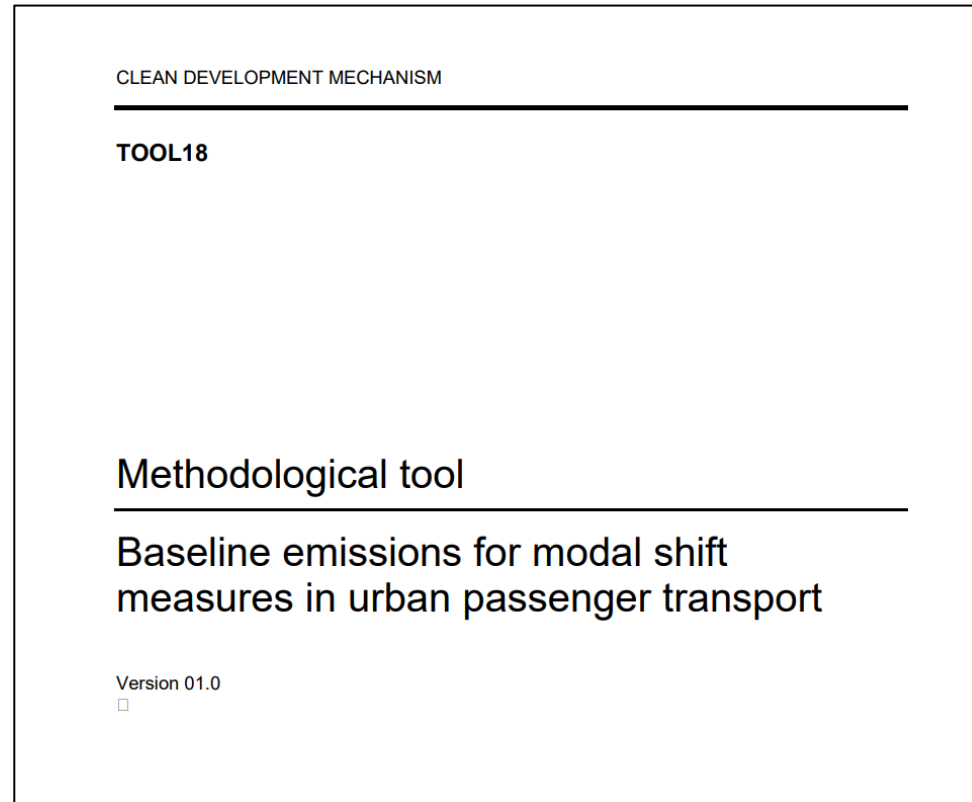 CLEAN DEVELOPMENT MECHANISM
TOOL18
Methodological tool
Baseline emissions for modal shift
measures in urban passenger transport
Version 01.0